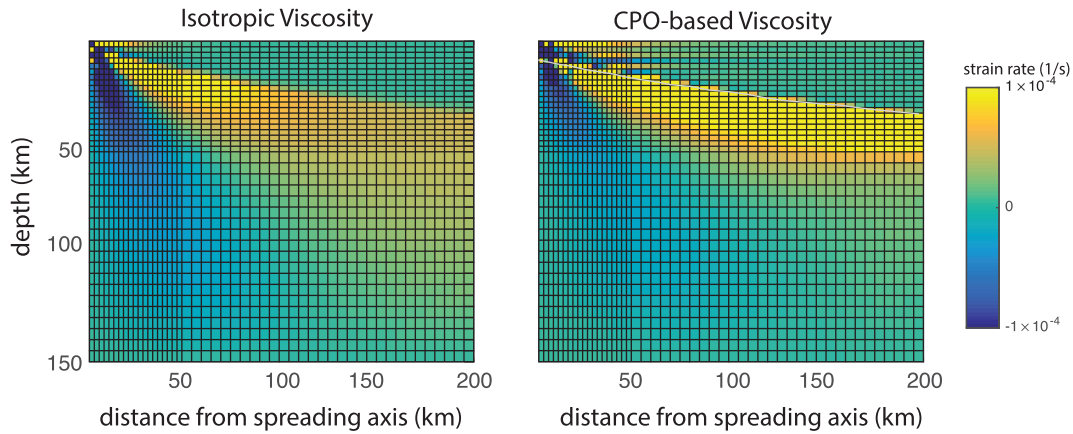 Isotropic Viscosity
CPO-based Viscosity
strain rate (1/s)
1×10⁻⁴
0
-1×10⁻⁴
depth (km)
50
100
150
50 100 150 200
50 100 150 200
distance from spreading axis (km)
distance from spreading axis (km)